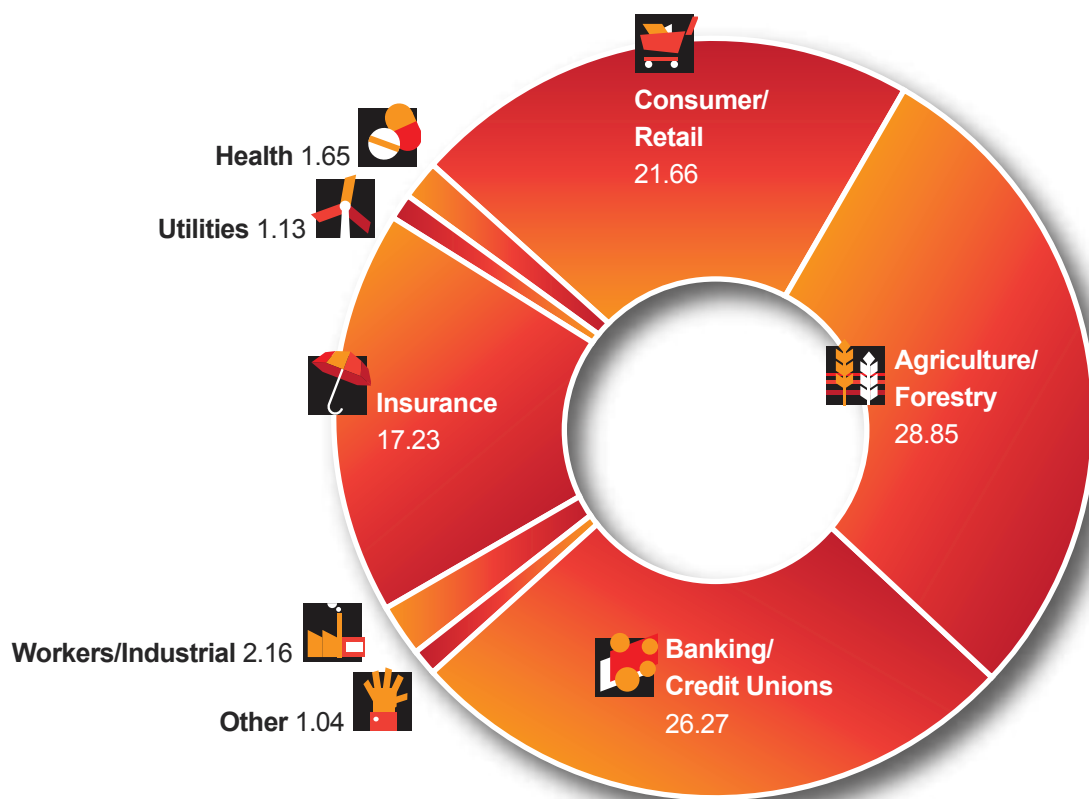 Consumer/
Retail
21.66
Health 1.65
Utilities 1.13
Agriculture/
Forestry
28.85
Insurance
17.23
Workers/Industrial 2.16
Banking/
Credit Unions
26.27
Other 1.04